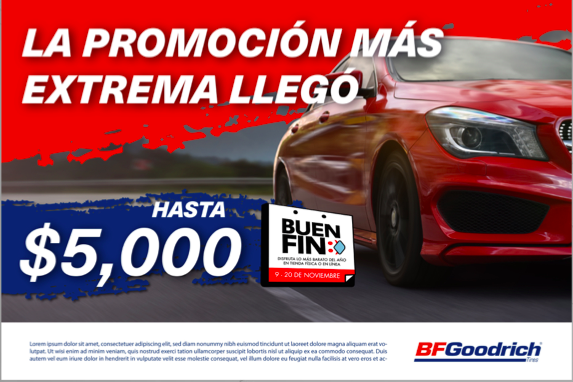 LA PROMOCIÓN MÁS
EXTREMA LLEGÓ
HASTA
$5,000
BUEN
FIN
DISFRUTA LO MÁS BARATO DEL AÑO
EN TIENDA FÍSICA O EN LÍNEA
9 - 20 DE NOVIEMBRE
Lorem ipsum dolor sit amet, consectetuer adipiscing elit, sed diam nonummy nibh euismod tincidunt ut laoreet dolore magna aliquam erat vo-
lutpat. Ut wisi enim ad minim veniam, quis nostrud exerci tation ullamcorper suscipit lobortis nisl ut aliquip ex ea commodo consequat. Duis
autem vel eum iriure dolor in hendrerit in vulputate velit esse molestie consequat, vel illum dolore eu feugiat nulla facilisis at vero eros et ac-
BFGoodrich
Tires